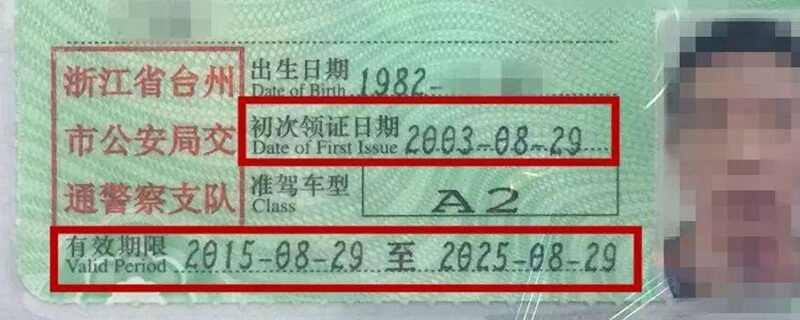 出生日期
Date of Birth 1982-
初次领证日期
Date of First Issue 2003-08-29
准驾车型
Class A2
浙江省台州
市公安局交
通警察支队
有效期限
Valid Period 2015-08-29 至 2025-08-29